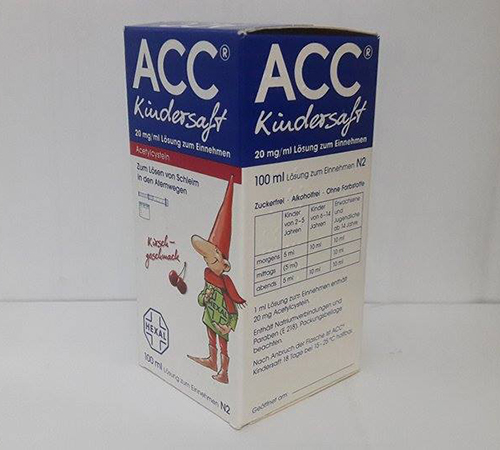 ACC®
Kindersaft
20 mg/ml Lösung zum Einnehmen
Acetylcystein
Zum Lösen von Schleim
in den Atemwegen
Kirsch-
geschmack
HEXAL
100 ml Lösung zum Einnehmen N2
ACC®
Kindersaft
20 mg/ml Lösung zum Einnehmen
100 ml Lösung zum Einnehmen N2
Zuckerfrei - Alkoholfrei - Ohne Farbstoffe
Kinder von 2-5 Jahren
Kinder von 6-14 Jahren
Erwachsene und Jugendliche ab 14 Jahren
morgens 5 ml 10 ml 10 ml
mittags (5 ml) 10 ml
abends 5 ml 10 ml 10 ml
1 ml Lösung zum Einnehmen enthält
20 mg Acetylcystein.
Enthält Natriumverbindungen und
Paraben (E 218). Packungsbeilage
beachten.
Nach Anbruch der Flasche ist ACC®
Kindersaft 18 Tage bei 15-25 °C haltbar.
Geöffnet am: